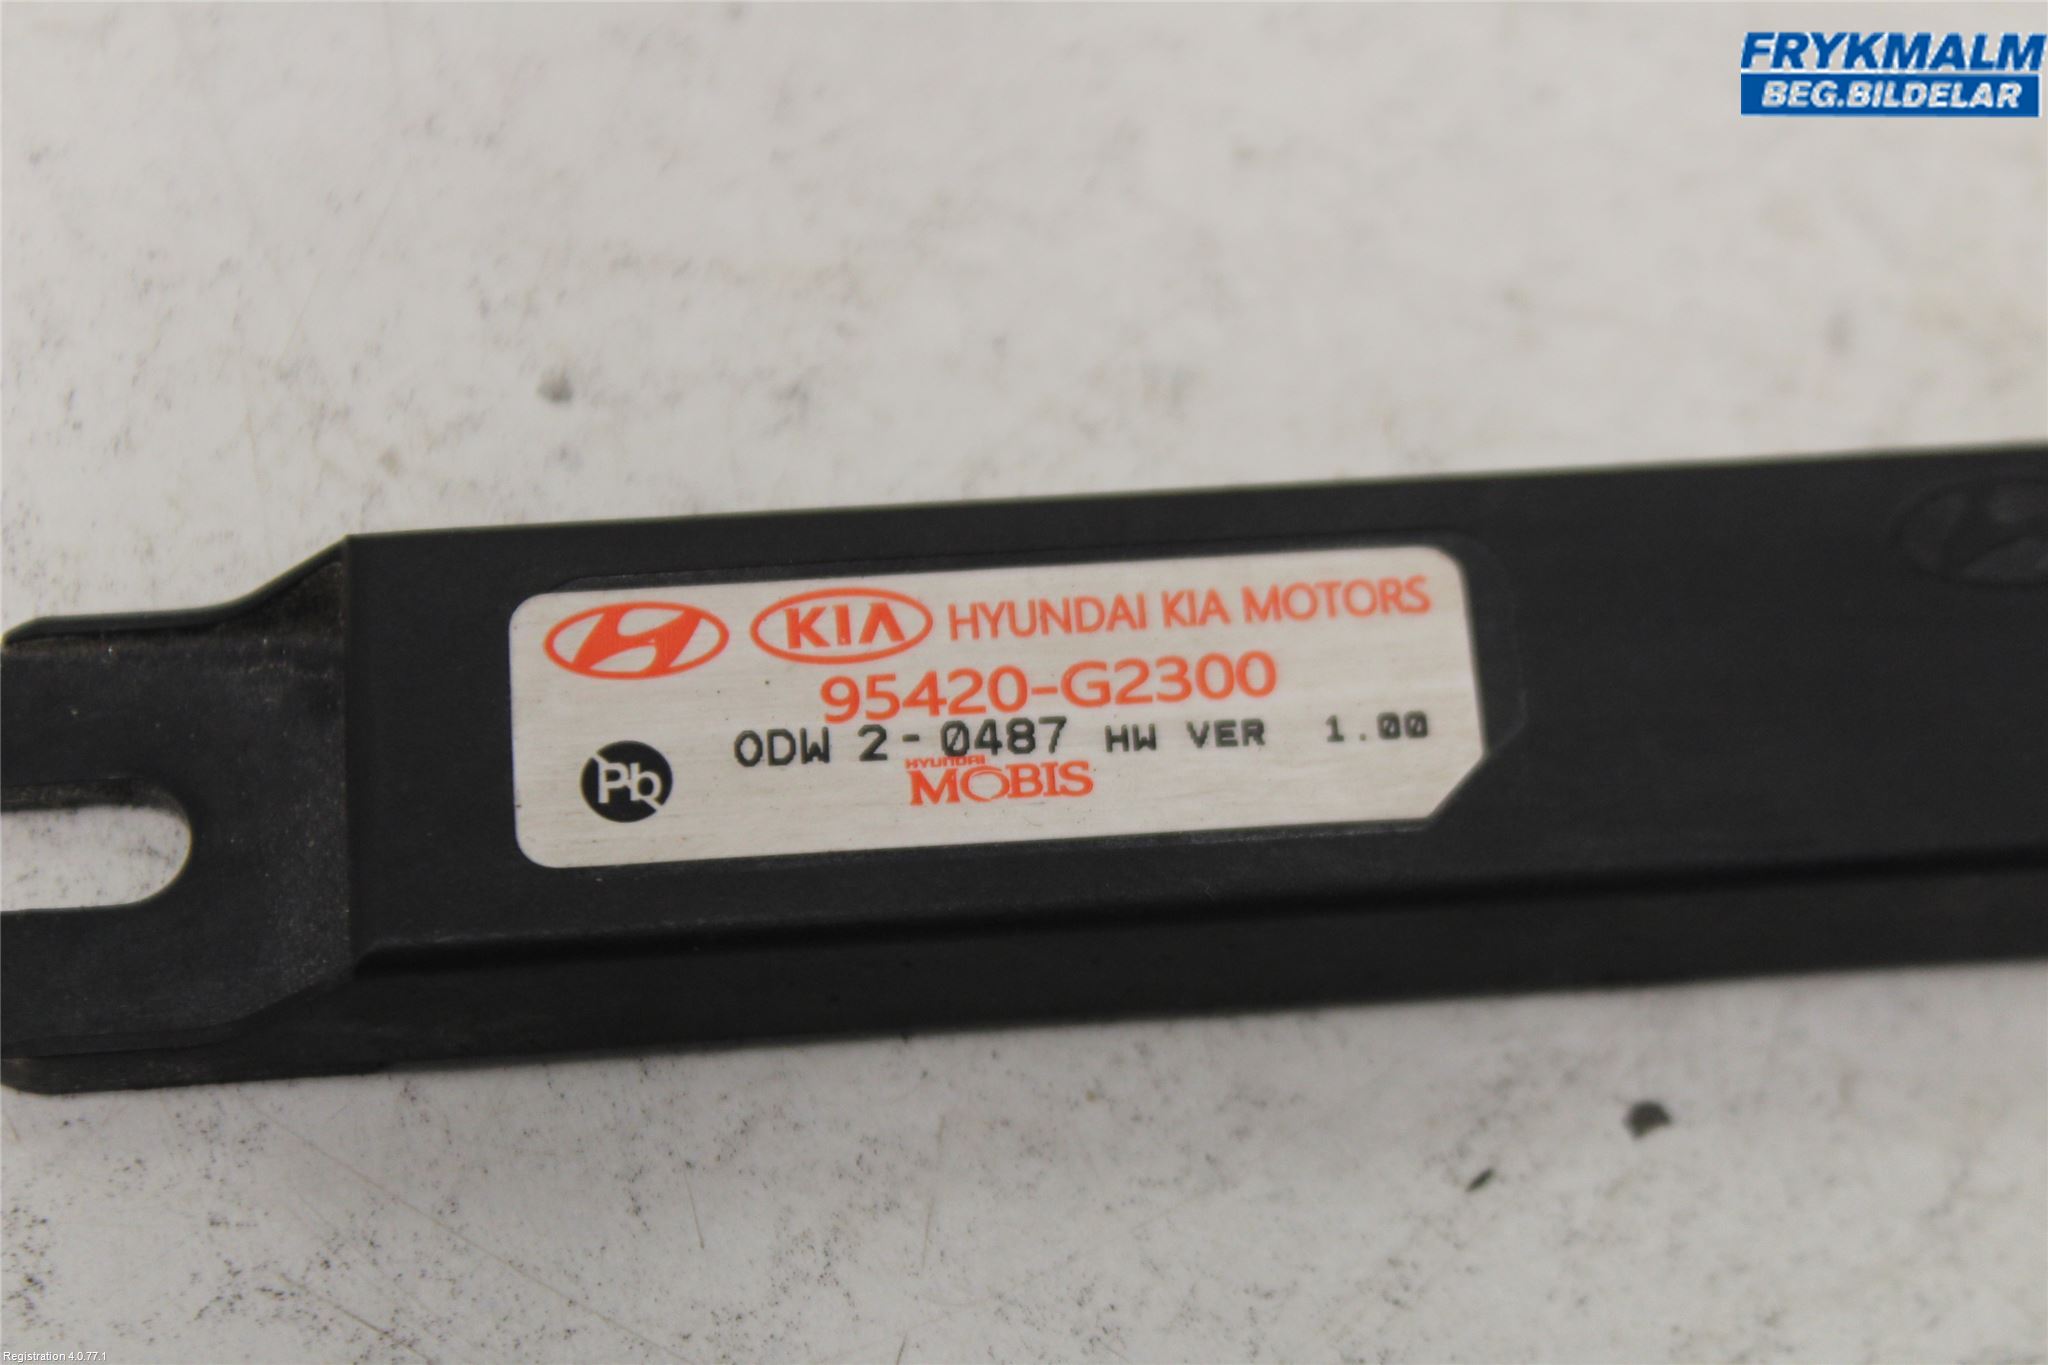 FRYKMALM
BEG.BILDELAR
KIA HYUNDAI KIA MOTORS
95420-G2300
Pb ODW 2-0487 HW VER 1.00
HYUNDAI
MOBIS
Registration 4.0.77.1